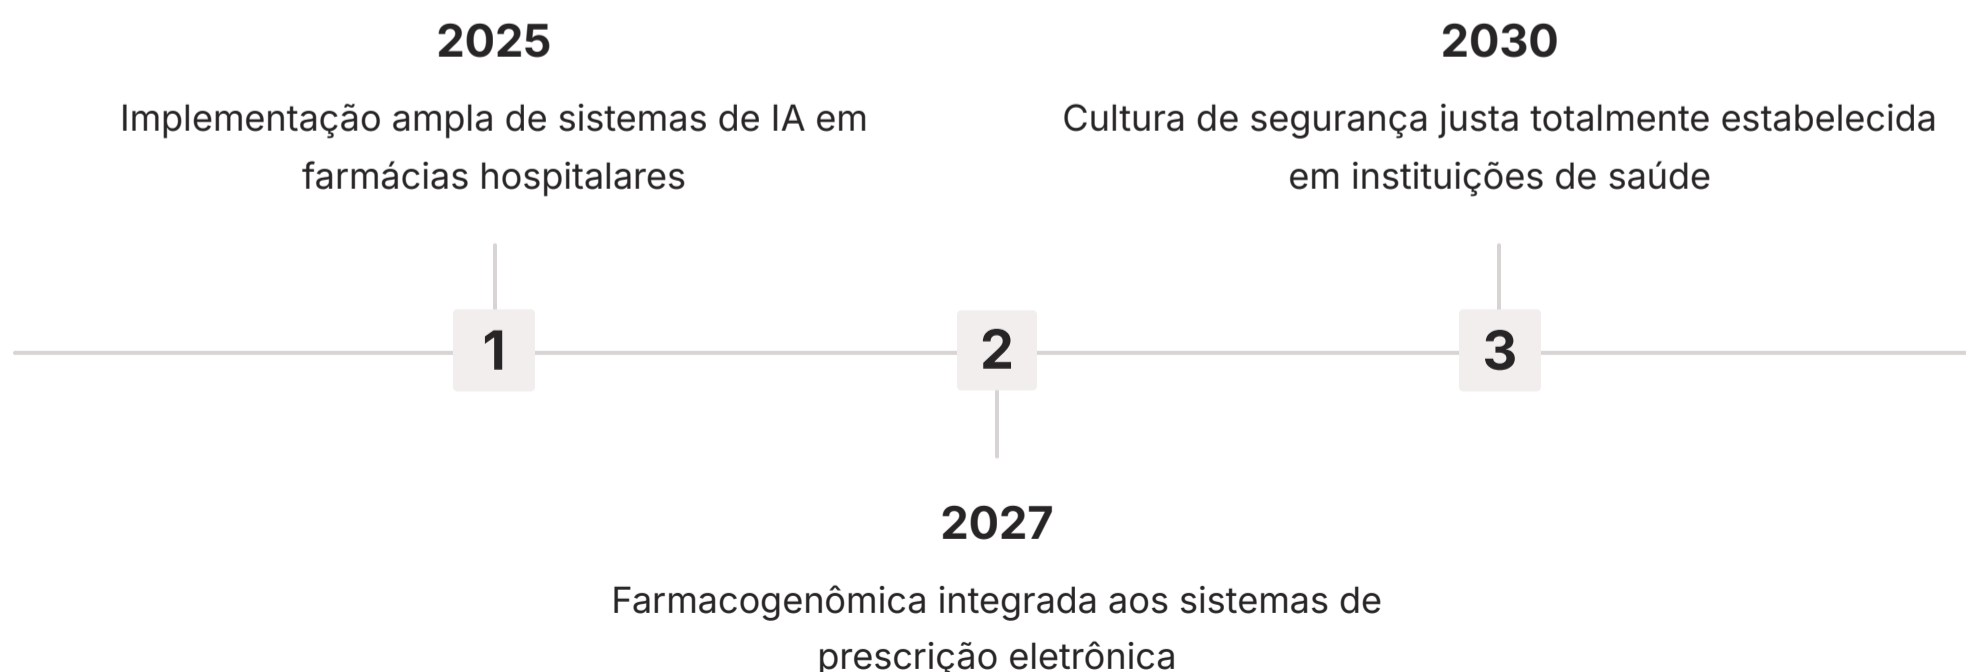 2025
Implementação ampla de sistemas de IA em
farmácias hospitalares
2030
Cultura de segurança justa totalmente estabelecida
em instituições de saúde
1
2
3
2027
Farmacogenômica integrada aos sistemas de
prescrição eletrônica